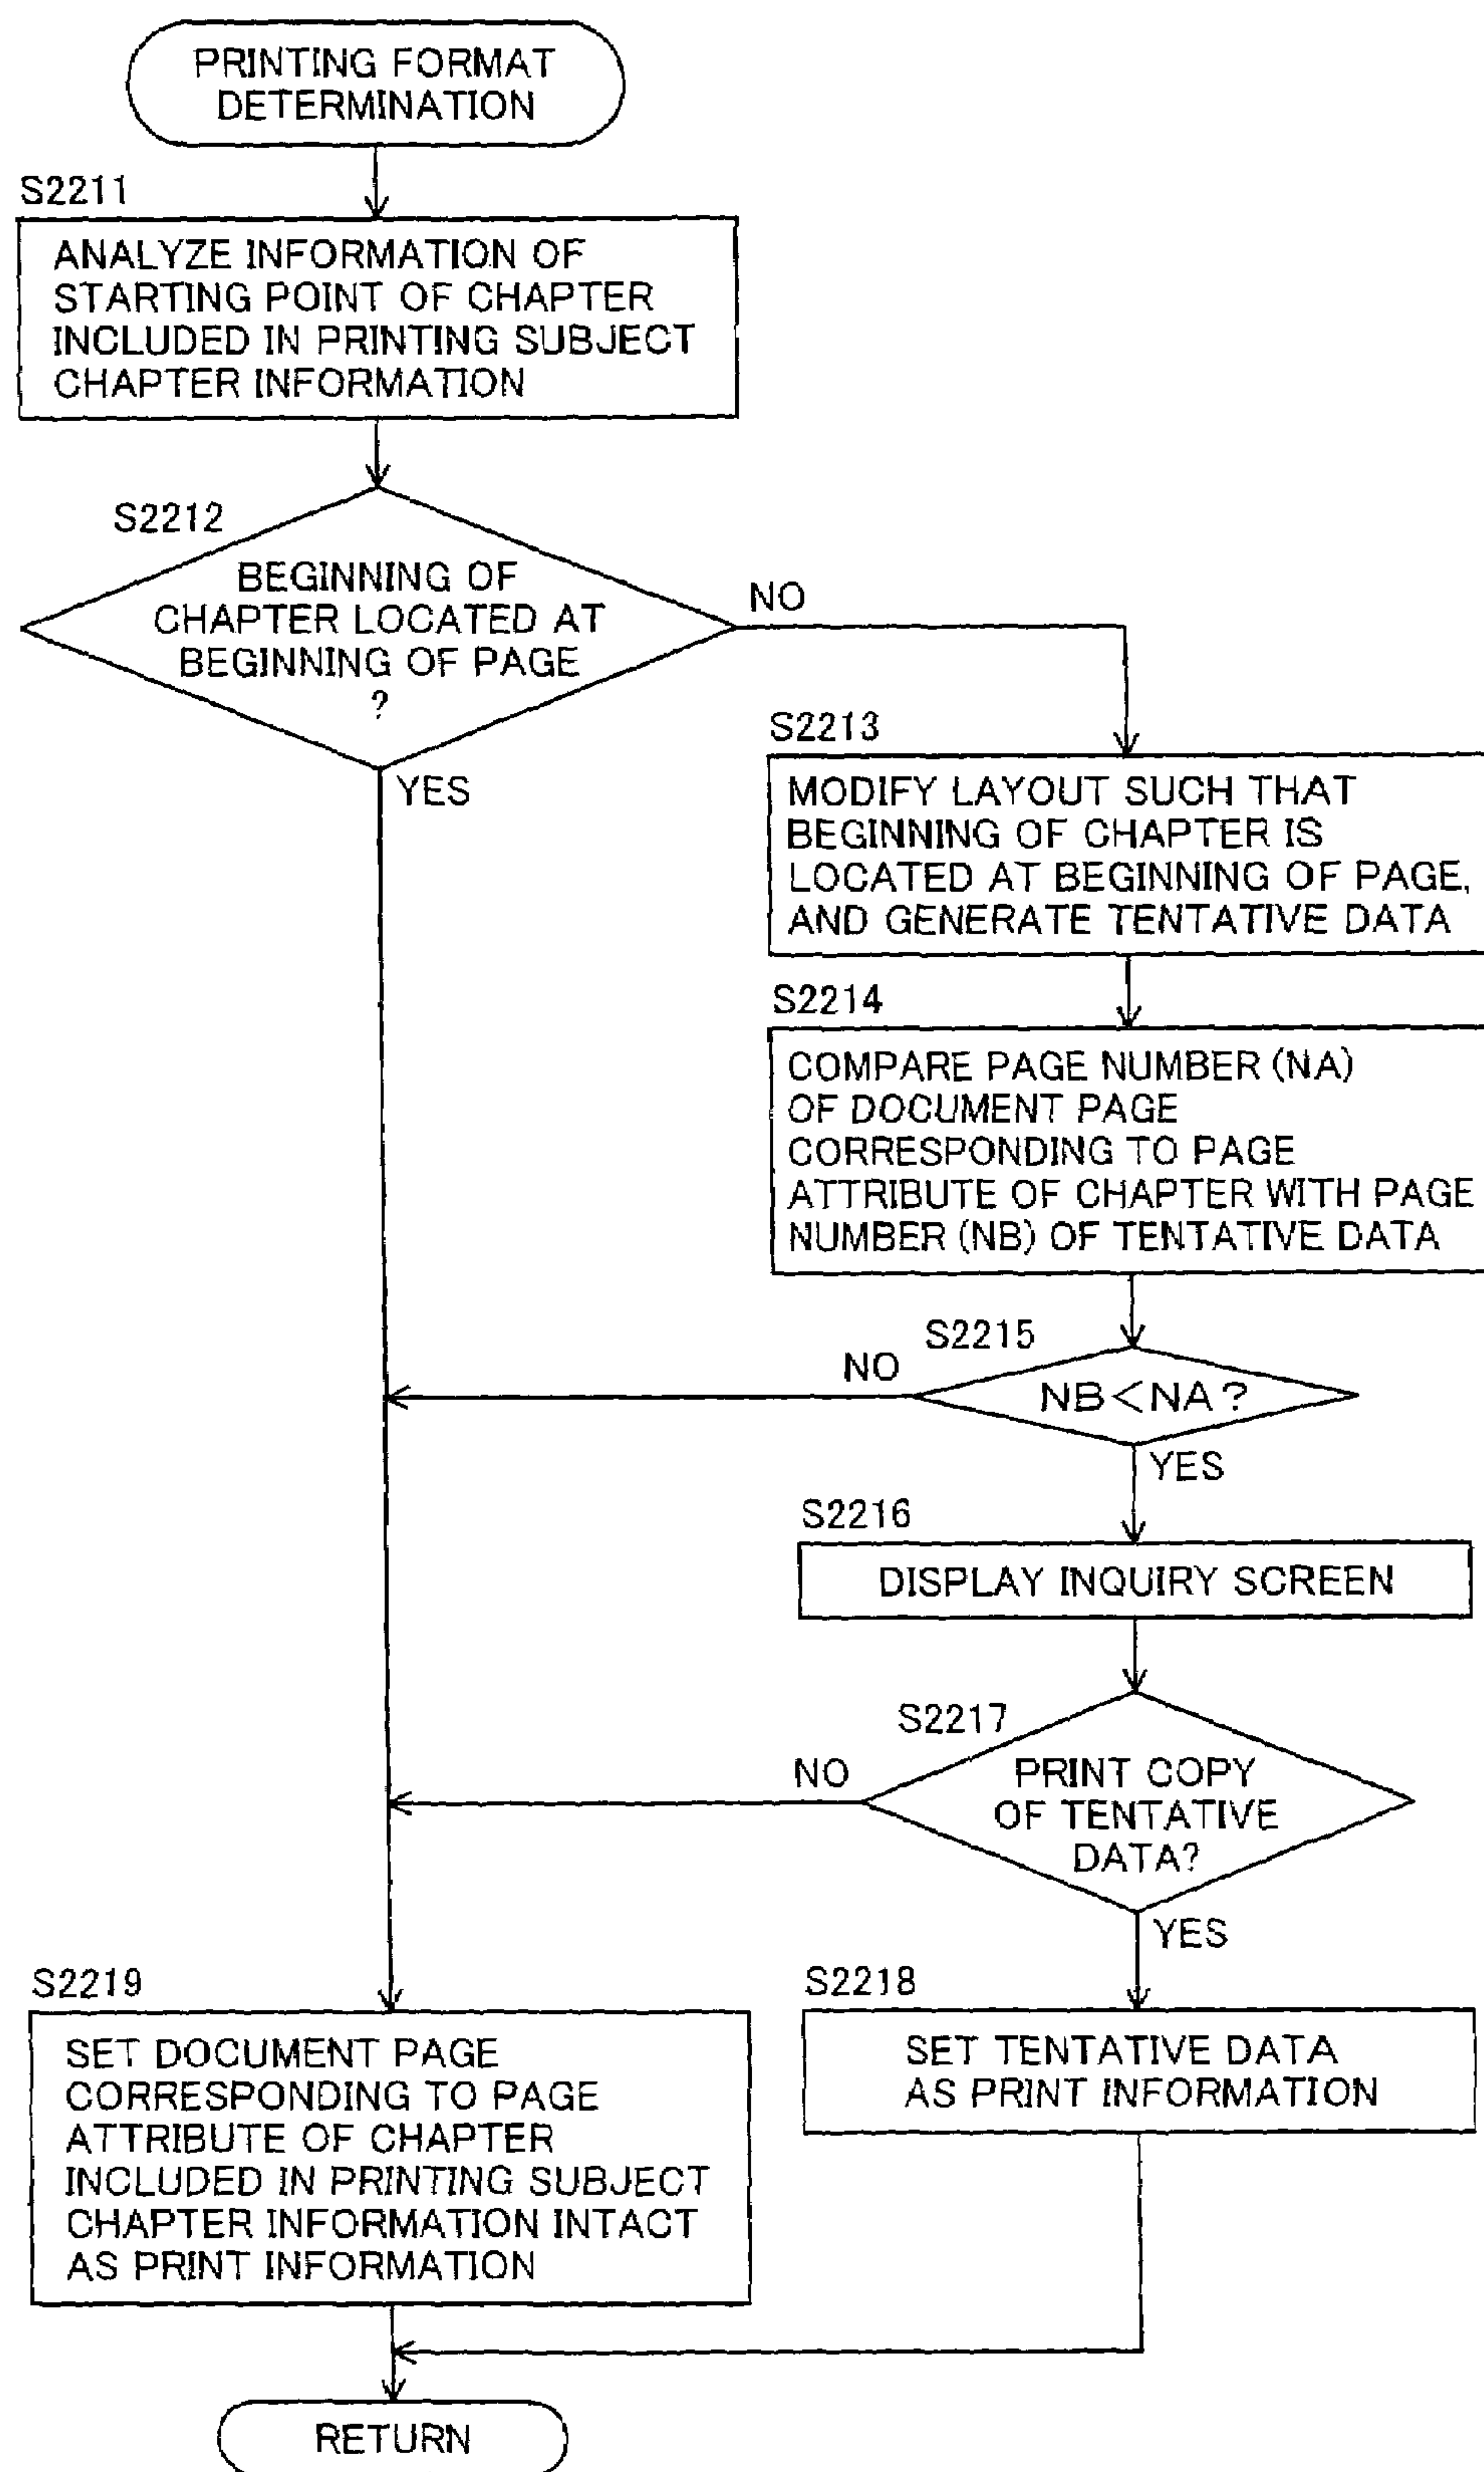 PRINTING FORMAT
DETERMINATION
S2211
ANALYZE INFORMATION OF
STARTING POINT OF CHAPTER
INCLUDED IN PRINTING SUBJECT
CHAPTER INFORMATION
S2212
BEGINNING OF
CHAPTER LOCATED AT
BEGINNING OF PAGE
?
NO
YES
S2213
MODIFY LAYOUT SUCH THAT
BEGINNING OF CHAPTER IS
LOCATED AT BEGINNING OF PAGE,
AND GENERATE TENTATIVE DATA
S2214
COMPARE PAGE NUMBER (NA)
OF DOCUMENT PAGE
CORRESPONDING TO PAGE
ATTRIBUTE OF CHAPTER WITH PAGE
NUMBER (NB) OF TENTATIVE DATA
S2215
NO
NB<NA?
YES
S2216
DISPLAY INQUIRY SCREEN
S2217
NO
PRINT COPY
OF TENTATIVE
DATA?
YES
S2219
SET DOCUMENT PAGE
CORRESPONDING TO PAGE
ATTRIBUTE OF CHAPTER
INCLUDED IN PRINTING SUBJECT
CHAPTER INFORMATION INTACT
AS PRINT INFORMATION
S2218
SET TENTATIVE DATA
AS PRINT INFORMATION
RETURN